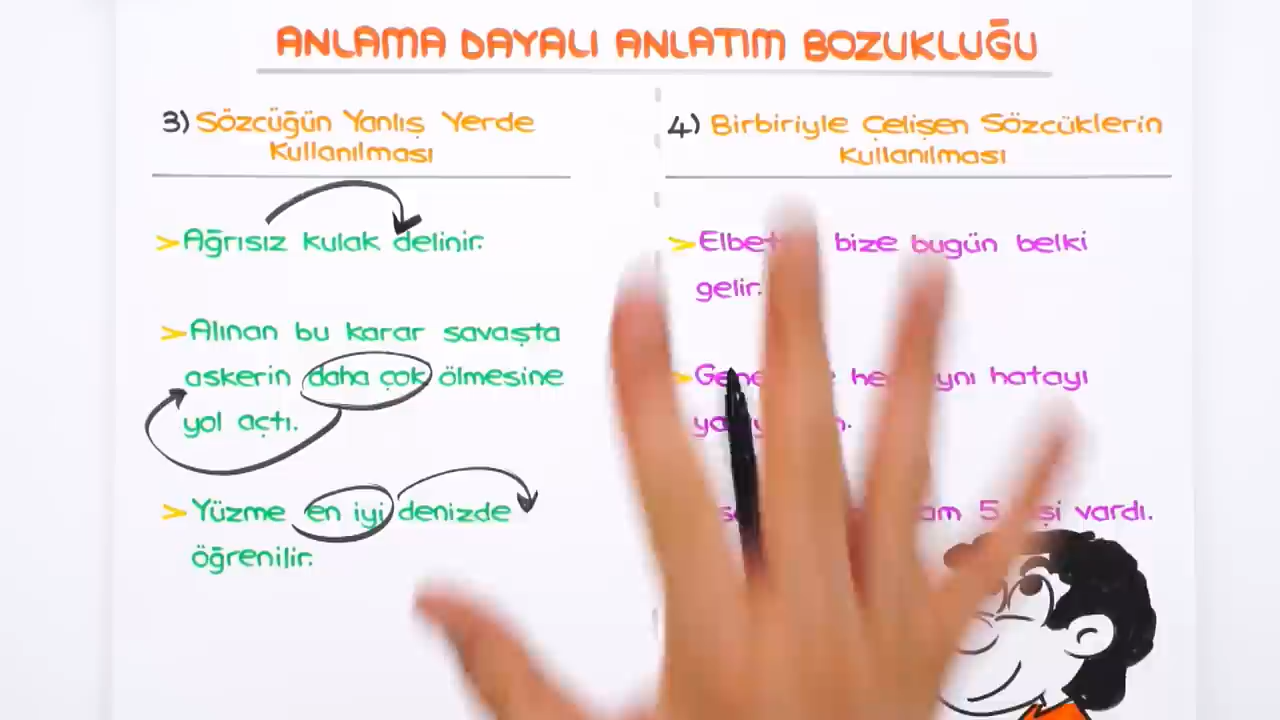 ANLAMA DAYALI ANLATIM BOZUKLUĞU
3) Sözcüğün Yanlış Yerde
Kullanılması
> Ağrısız kulak delinir.
> Alınan bu karar savaşta
askerin daha çok ölmesine
yol açtı.
> Yüzme en iyi denizde
öğrenilir.
4) Birbiriyle Çelişen Sözcüklerin
Kullanılması
> bize bugün belki
gelir.
> hatayı
5 vardı.